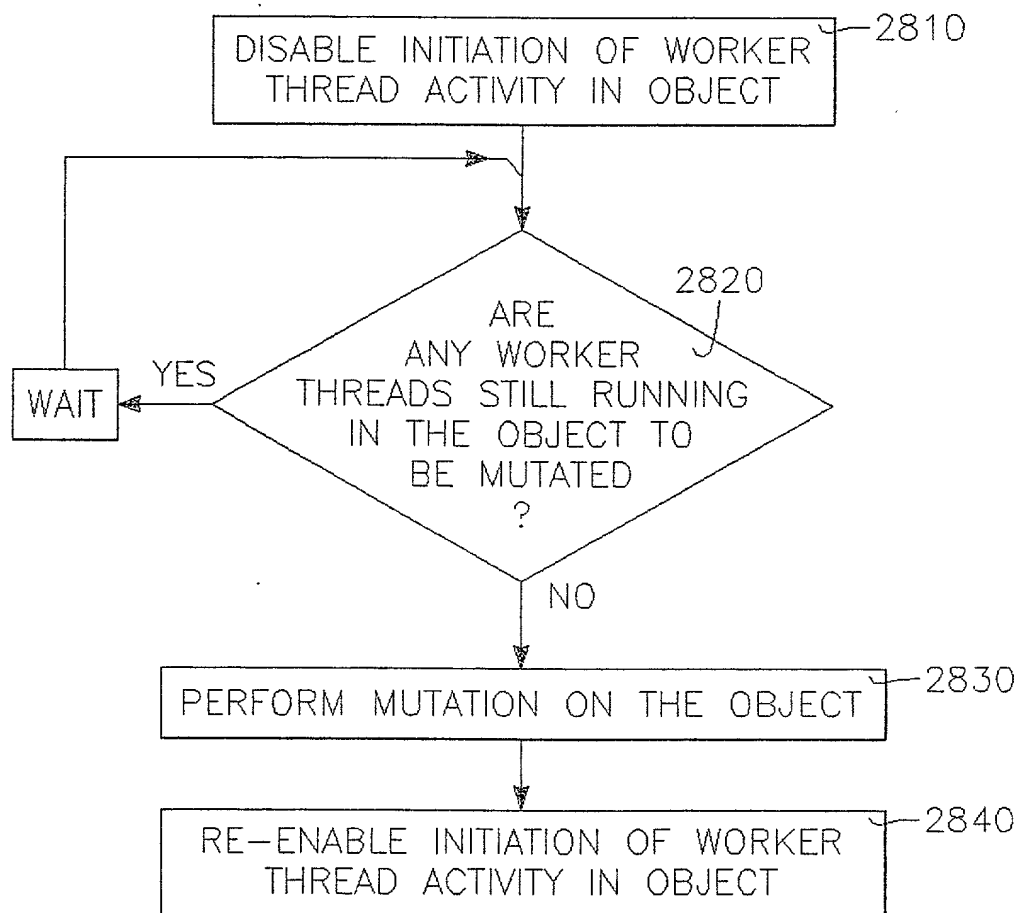 DISABLE INITIATION OF WORKER
THREAD ACTIVITY IN OBJECT
2810
2820
ARE
ANY WORKER
THREADS STILL RUNNING
IN THE OBJECT TO
BE MUTATED
?
YES
WAIT
NO
PERFORM MUTATION ON THE OBJECT
2830
RE-ENABLE INITIATION OF WORKER
THREAD ACTIVITY IN OBJECT
2840